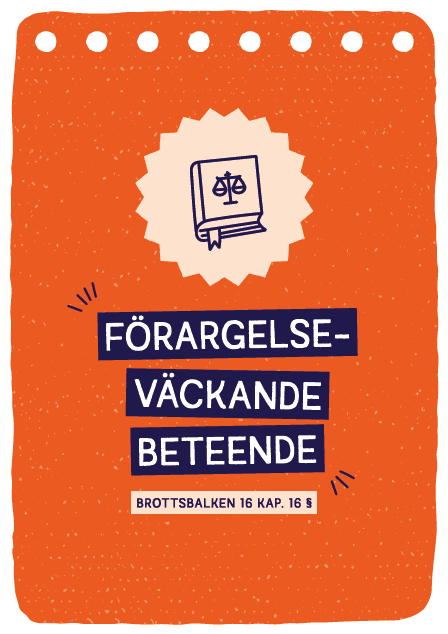 FÖRARGELSE-
VÄCKANDE
BETEENDE
BROTTSBALKEN 16 KAP. 16 §